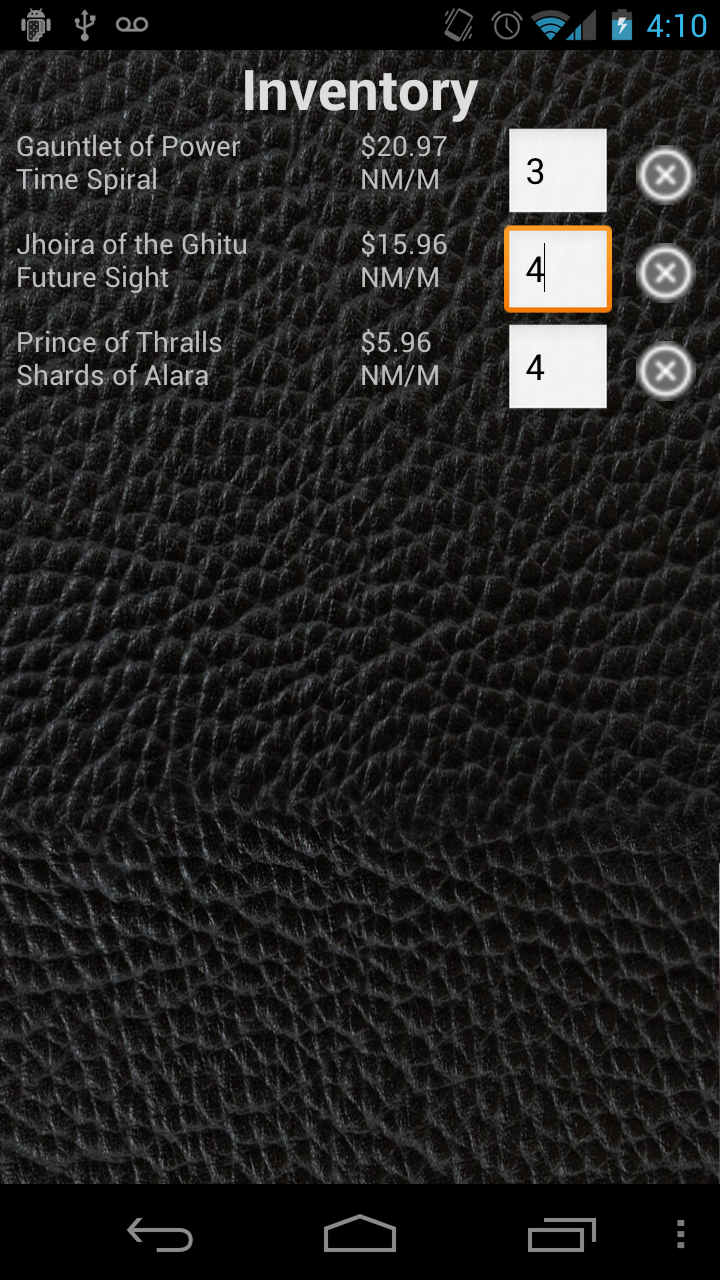 4:10
Inventory
Gauntlet of Power $20.97 3
Time Spiral NM/M
Jhoira of the Ghitu $15.96 4
Future Sight NM/M
Prince of Thralls $5.96 4
Shards of Alara NM/M